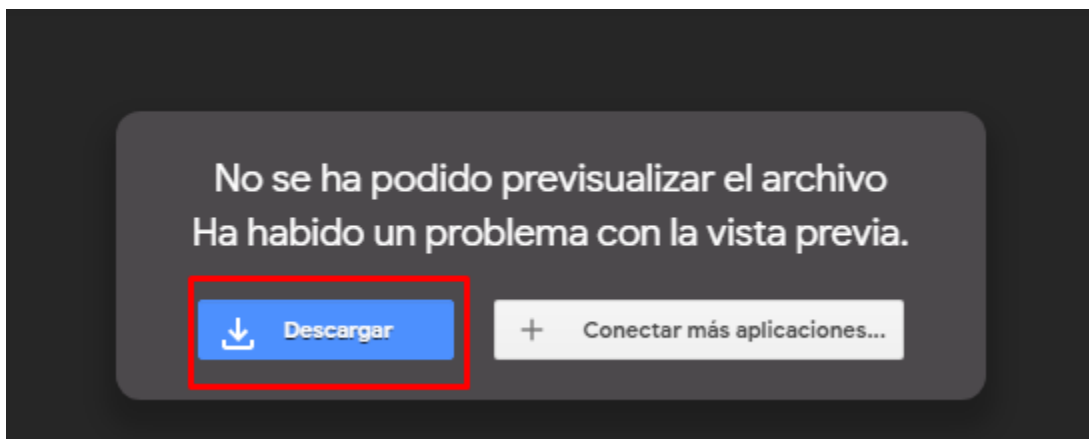 No se ha podido previsualizar el archivo
Ha habido un problema con la vista previa.
Descargar
Conectar más aplicaciones...